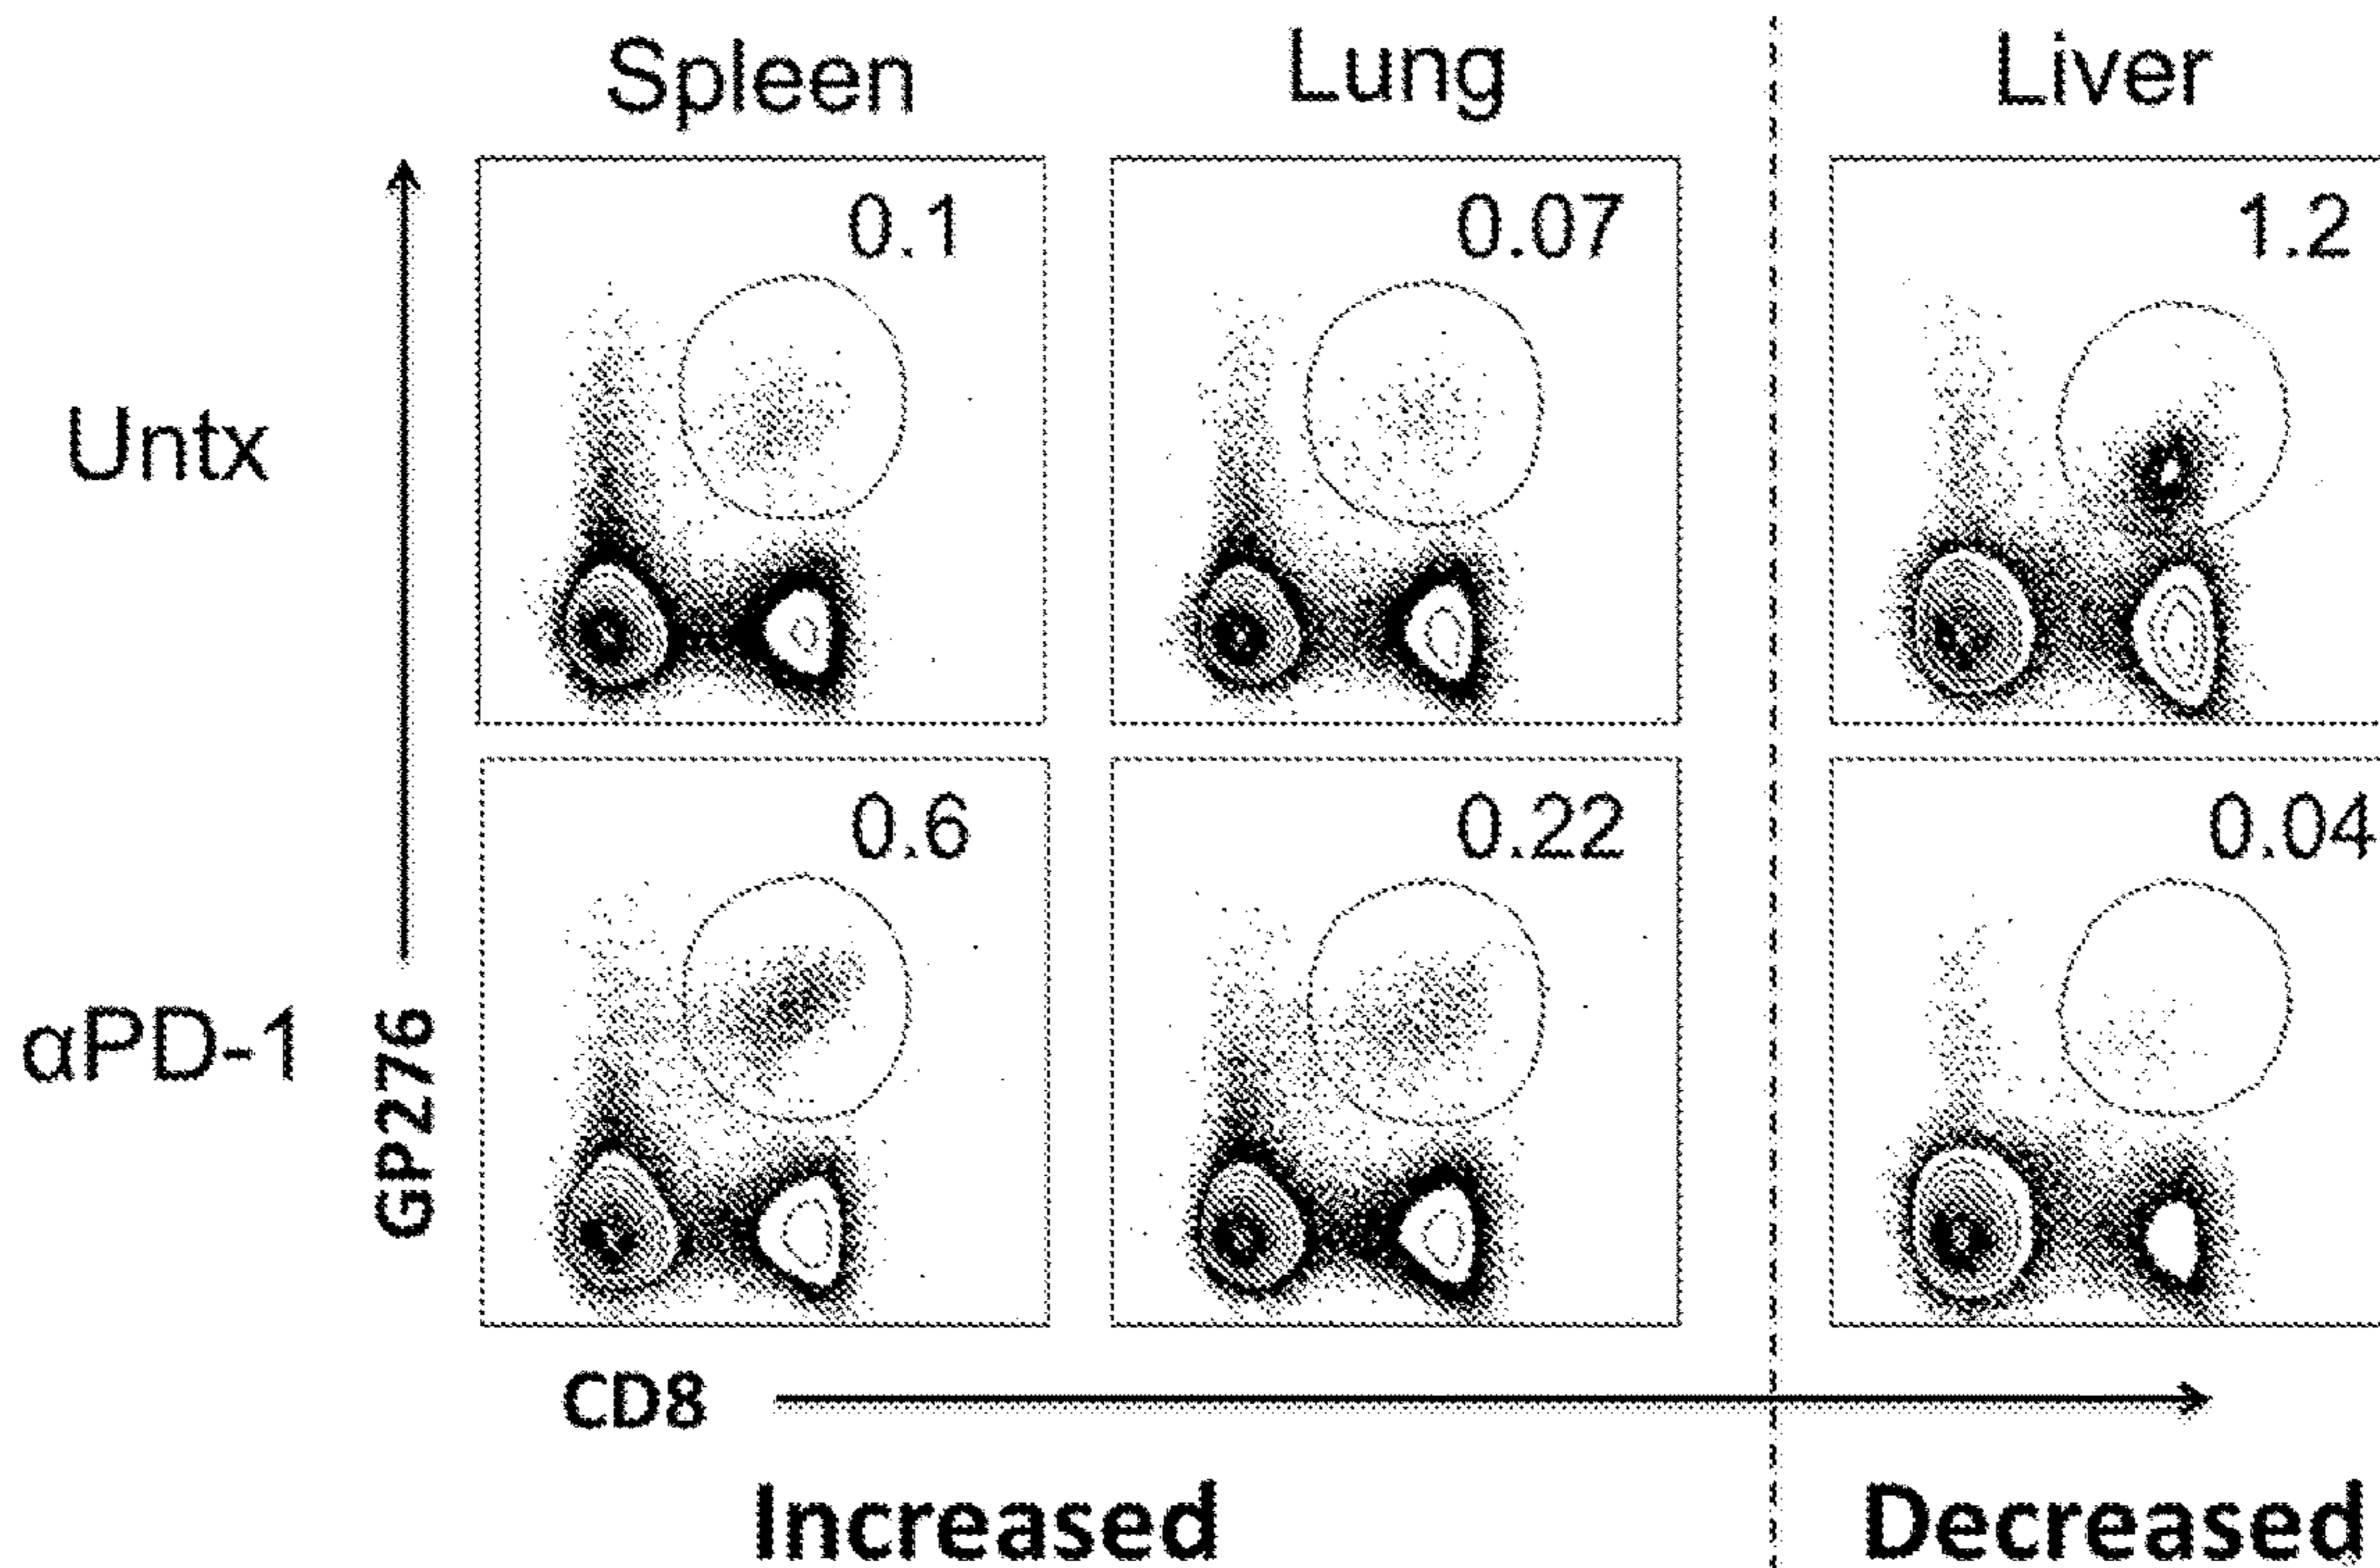 Spleen Lung Liver
Untx 0.1 0.07 1.2
αPD-1 0.6 0.22 0.04
GP276
CD8
Increased Decreased